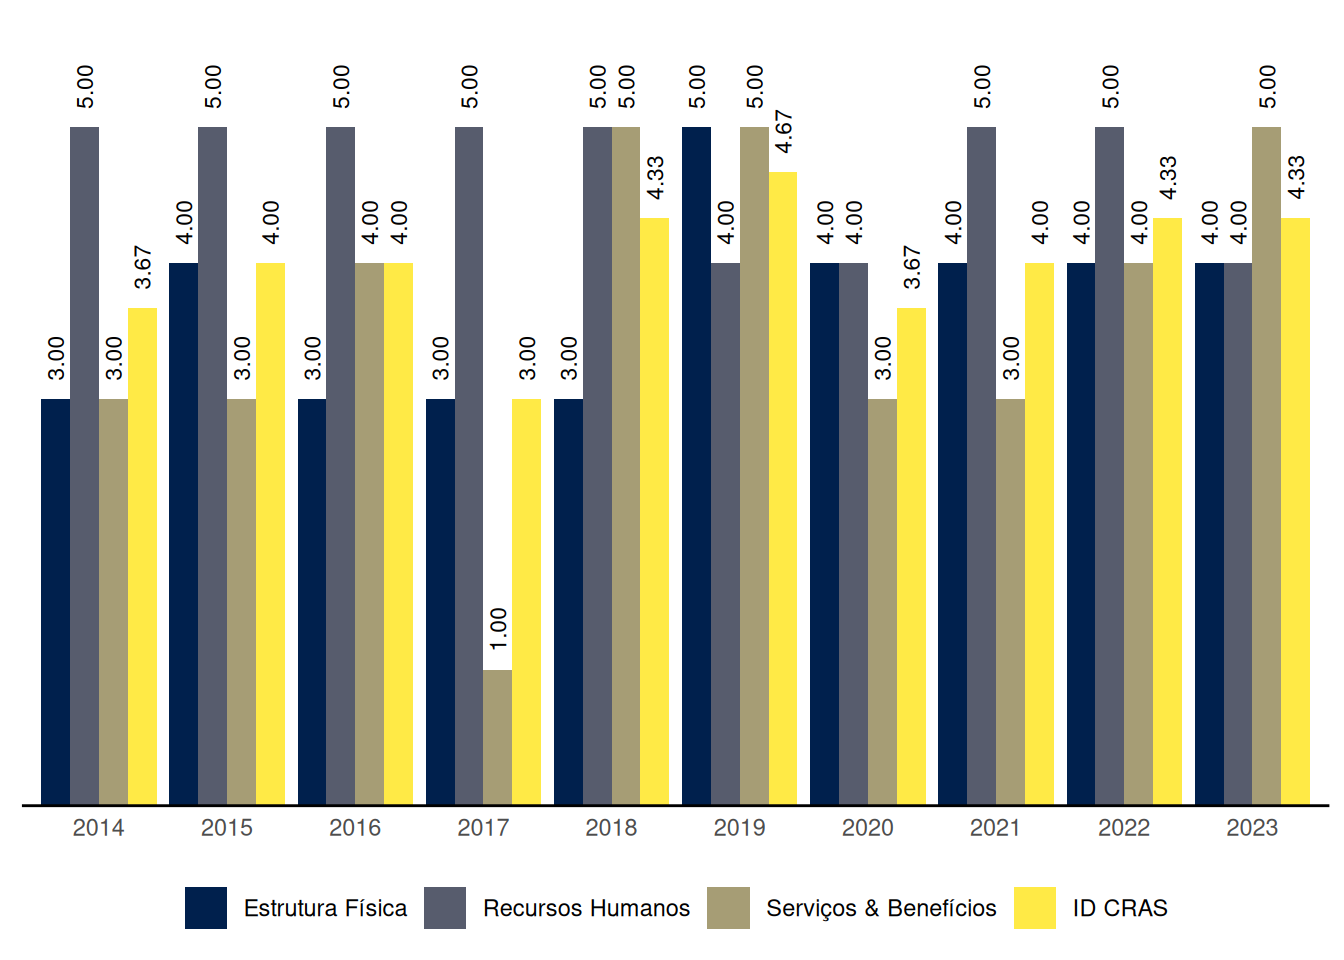 3.00 5.00 3.00 3.67 4.00 5.00 3.00 4.00 3.00 5.00 4.00 4.00 3.00 5.00 1.00 3.00 3.00 5.00 5.00 4.33 5.00 4.00 5.00 4.67 4.00 4.00 3.00 3.67 4.00 5.00 3.00 4.00 4.00 5.00 4.00 4.33 4.00 4.00 5.00 4.33
2014 2015 2016 2017 2018 2019 2020 2021 2022 2023
Estrutura Física Recursos Humanos Serviços & Benefícios ID CRAS